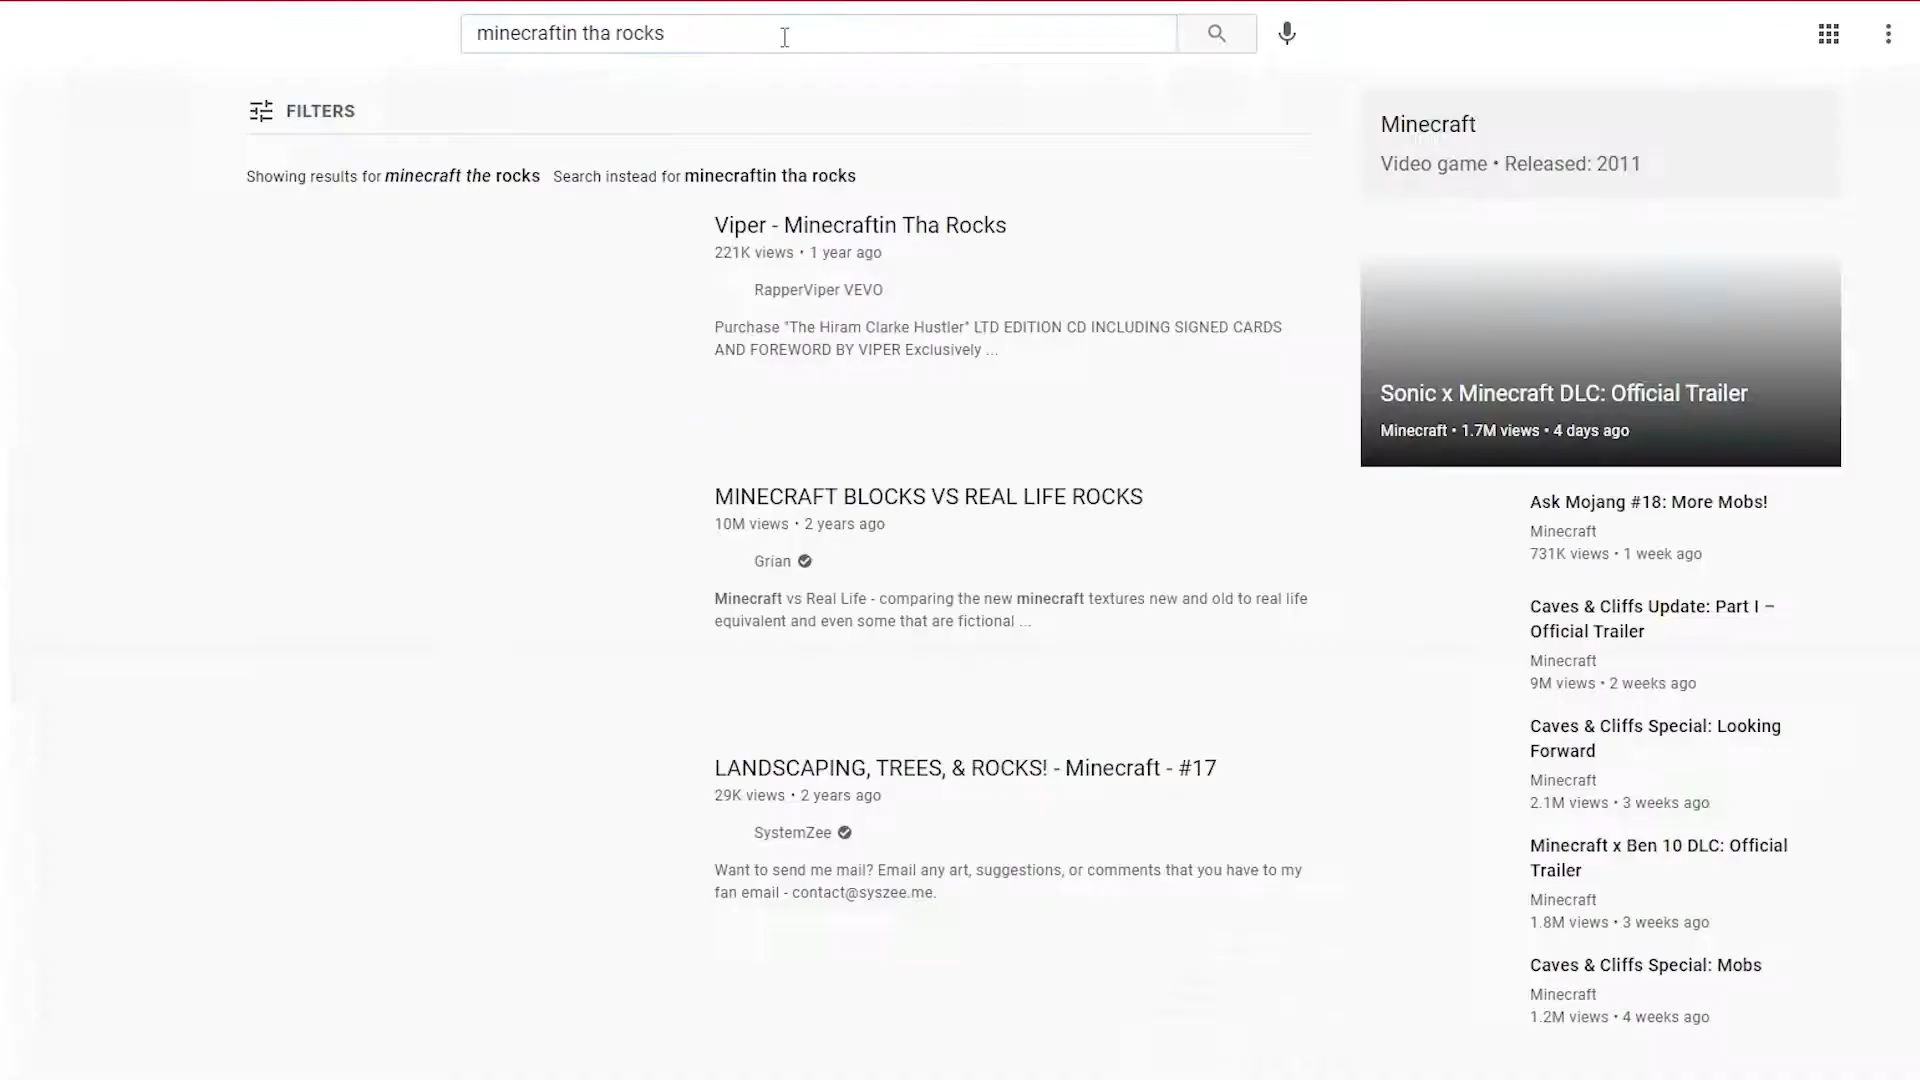 minecraftin tha rocks
FILTERS
Showing results for minecraft the rocks Search instead for minecraftin tha rocks
Viper - Minecraftin Tha Rocks
221K views • 1 year ago
RapperViper VEVO
Purchase "The Hiram Clarke Hustler" LTD EDITION CD INCLUDING SIGNED CARDS
AND FOREWORD BY VIPER Exclusively ...
MINECRAFT BLOCKS VS REAL LIFE ROCKS
10M views • 2 years ago
Grian
Minecraft vs Real Life - comparing the new minecraft textures new and old to real life
equivalent and even some that are fictional ...
LANDSCAPING, TREES, & ROCKS! - Minecraft - #17
29K views • 2 years ago
SystemZee
Want to send me mail? Email any art, suggestions, or comments that you have to my
fan email - contact@syszee.me.
Minecraft
Video game • Released: 2011
Sonic x Minecraft DLC: Official Trailer
Minecraft • 1.7M views • 4 days ago
Ask Mojang #18: More Mobs!
Minecraft
731K views • 1 week ago
Caves & Cliffs Update: Part I –
Official Trailer
Minecraft
9M views • 2 weeks ago
Caves & Cliffs Special: Looking
Forward
Minecraft
2.1M views • 3 weeks ago
Minecraft x Ben 10 DLC: Official
Trailer
Minecraft
1.8M views • 3 weeks ago
Caves & Cliffs Special: Mobs
Minecraft
1.2M views • 4 weeks ago